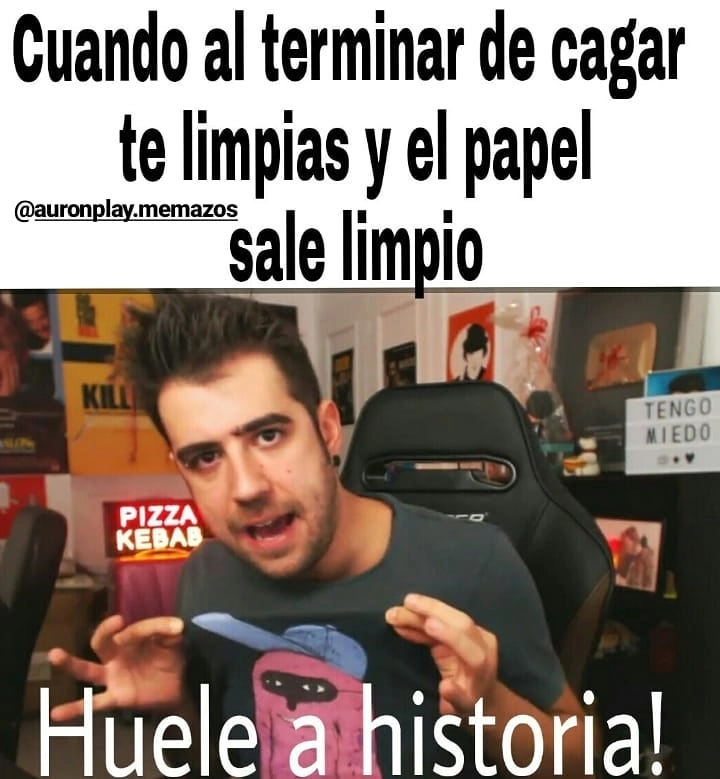 Cuando al terminar de cagar
te limpias y el papel
@auronplay.memazos
sale limpio
KILL
TENGO
MIEDO
PIZZA
KEBAB
Huele a historia!